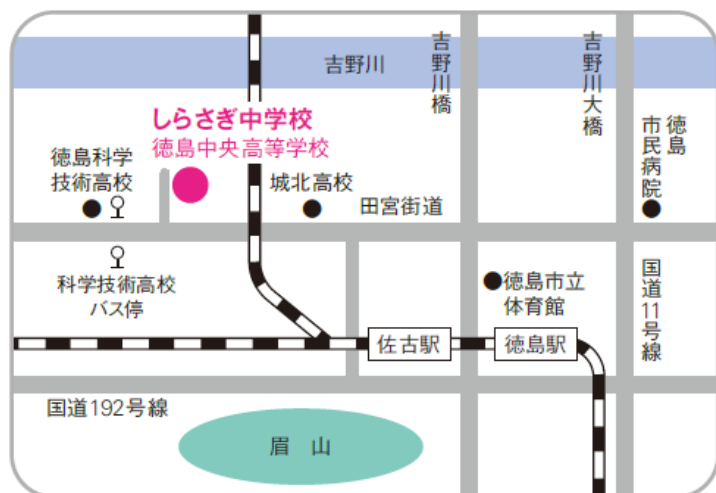 吉野川
吉野川橋
吉野川大橋
しらさぎ中学校
徳島中央高等学校
徳島科学
技術高校
城北高校
田宮街道
徳島
市民病院
科学技術高校
バス停
徳島市立
体育館
国道11号線
佐古駅
徳島駅
国道192号線
眉 山